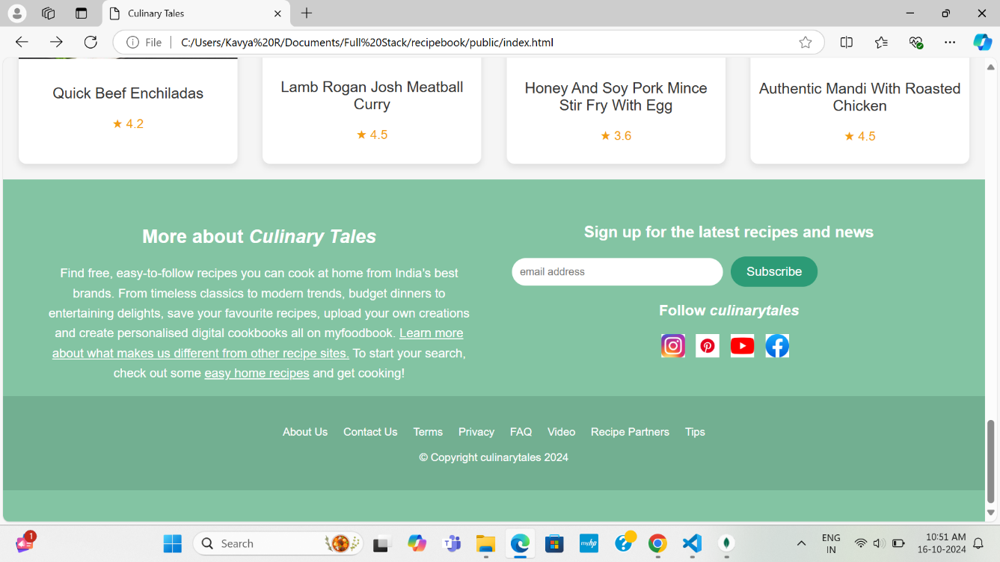 Culinary Tales
File
C:/Users/Kavya%20R/Documents/Full%20Stack/recipebook/public/index.html
Quick Beef Enchiladas
★ 4.2
Lamb Rogan Josh Meatball
Curry
★ 4.5
Honey And Soy Pork Mince
Stir Fry With Egg
★ 3.6
Authentic Mandi With Roasted
Chicken
★ 4.5
More about Culinary Tales
Find free, easy-to-follow recipes you can cook at home from India's best
brands. From timeless classics to modern trends, budget dinners to
entertaining delights, save your favourite recipes, upload your own creations
and create personalised digital cookbooks all on myfoodbook. Learn more
about what makes us different from other recipe sites. To start your search,
check out some easy home recipes and get cooking!
Sign up for the latest recipes and news
email address
Subscribe
Follow culinarytales
About Us Contact Us Terms Privacy FAQ Video Recipe Partners Tips
© Copyright culinarytales 2024
1
Search
myhp
ENG
IN
10:51 AM
16-10-2024